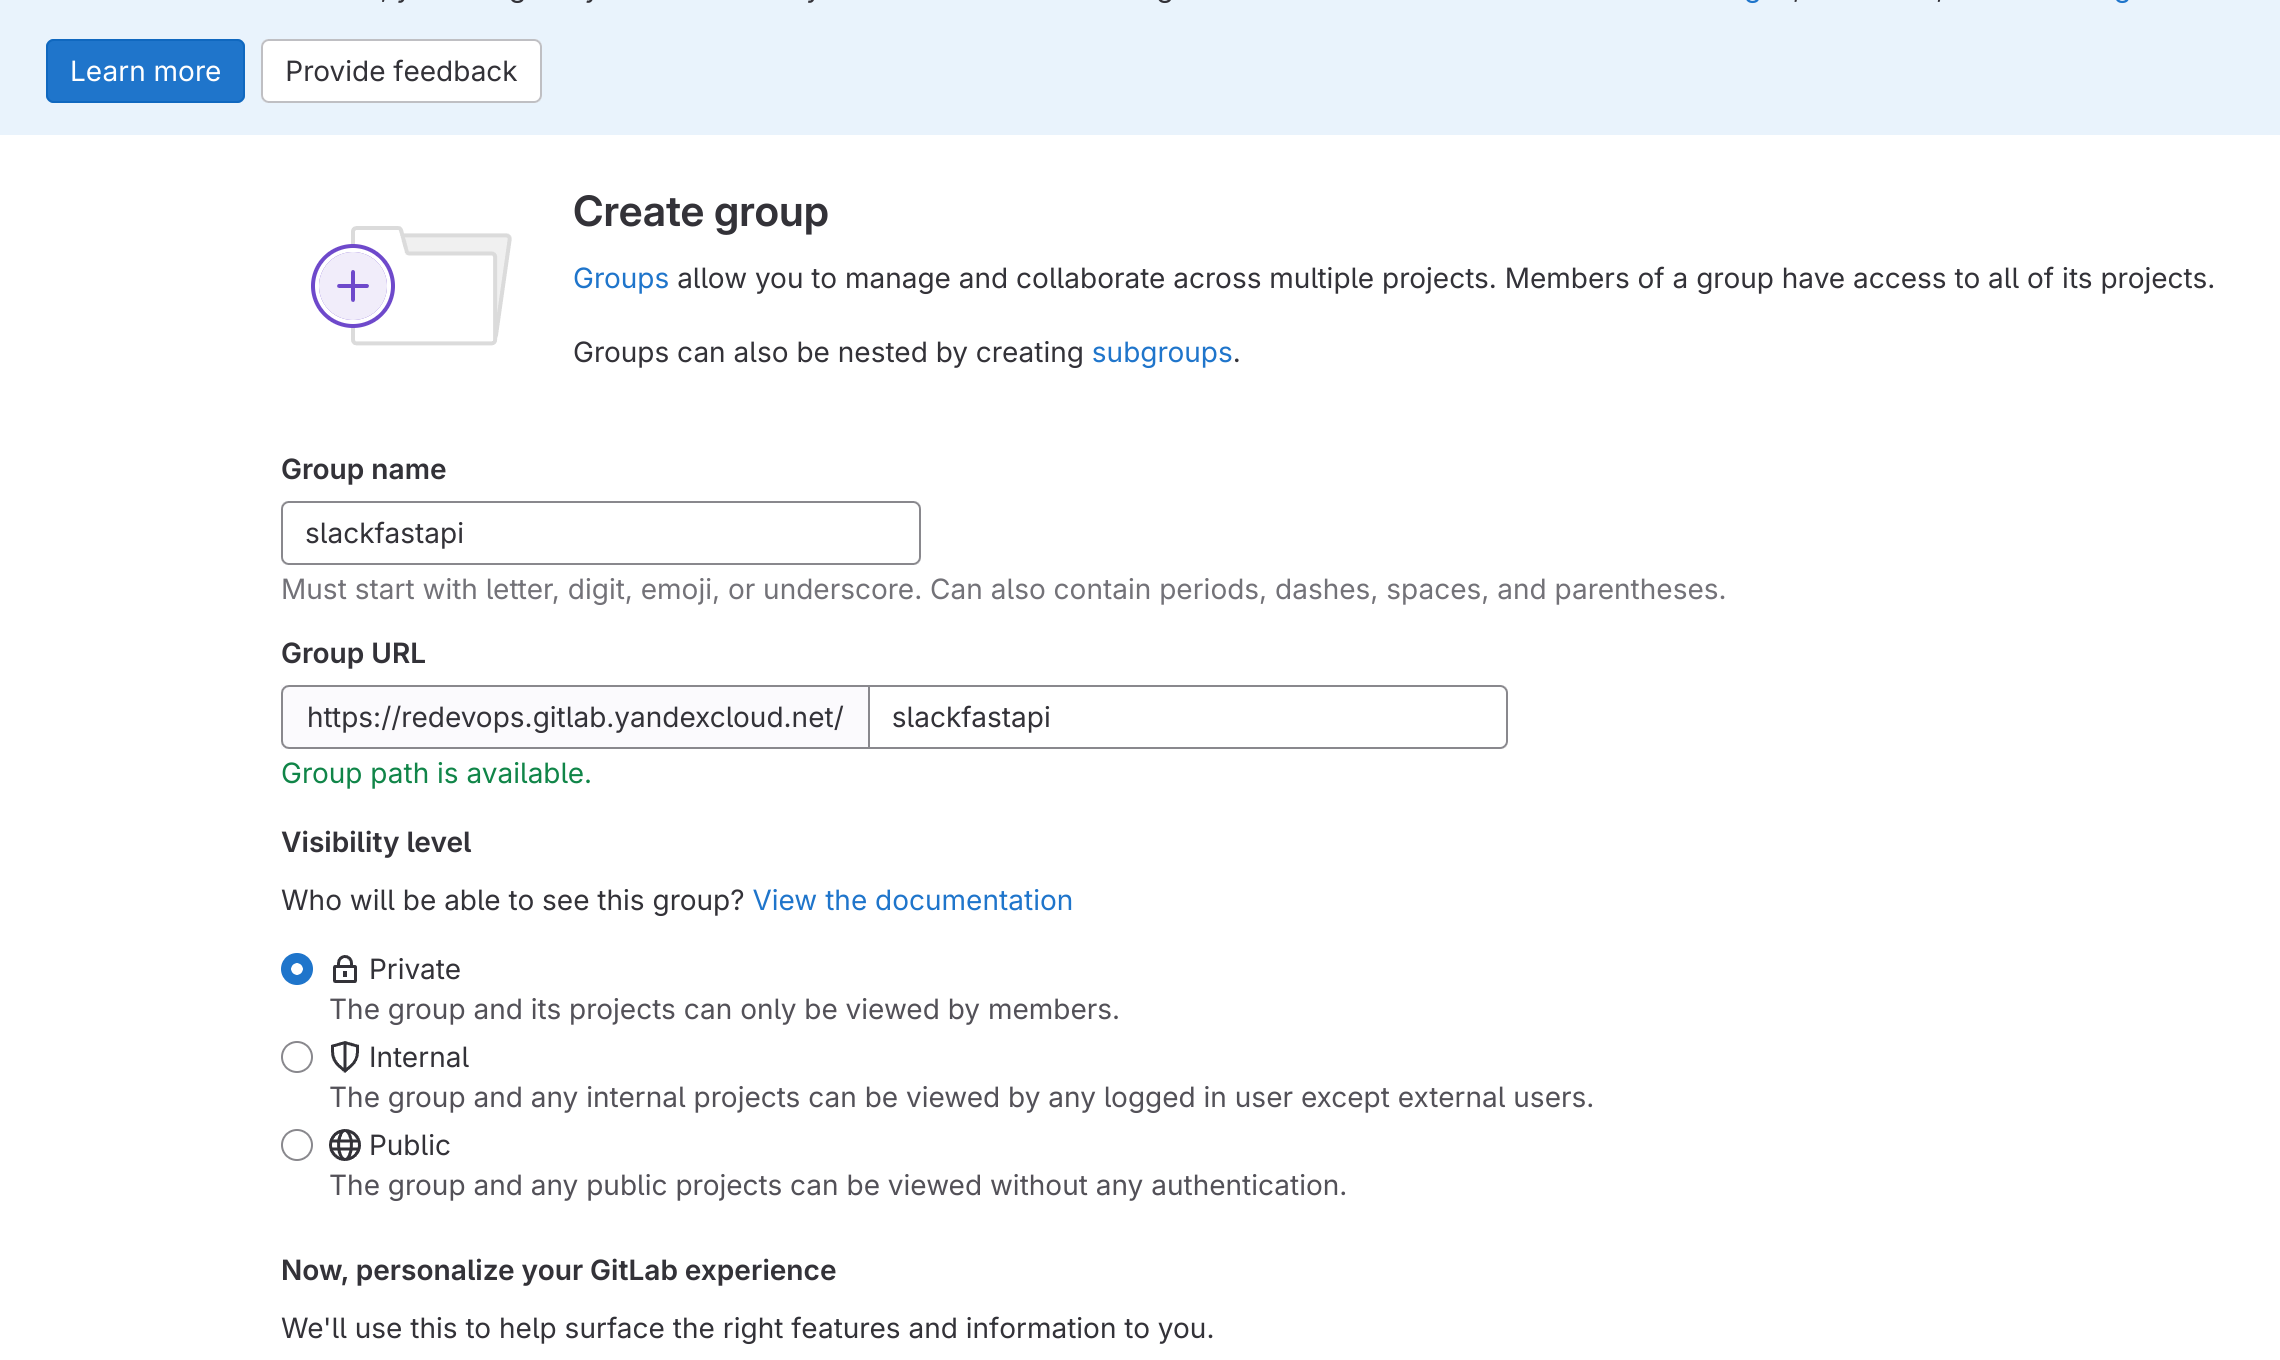 Learn more
Provide feedback
Create group
Groups allow you to manage and collaborate across multiple projects. Members of a group have access to all of its projects.
Groups can also be nested by creating subgroups.
Group name
slackfastapi
Must start with letter, digit, emoji, or underscore. Can also contain periods, dashes, spaces, and parentheses.
Group URL
https://redevops.gitlab.yandexcloud.net/ slackfastapi
Group path is available.
Visibility level
Who will be able to see this group? View the documentation
Private
The group and its projects can only be viewed by members.
Internal
The group and any internal projects can be viewed by any logged in user except external users.
Public
The group and any public projects can be viewed without any authentication.
Now, personalize your GitLab experience
We'll use this to help surface the right features and information to you.